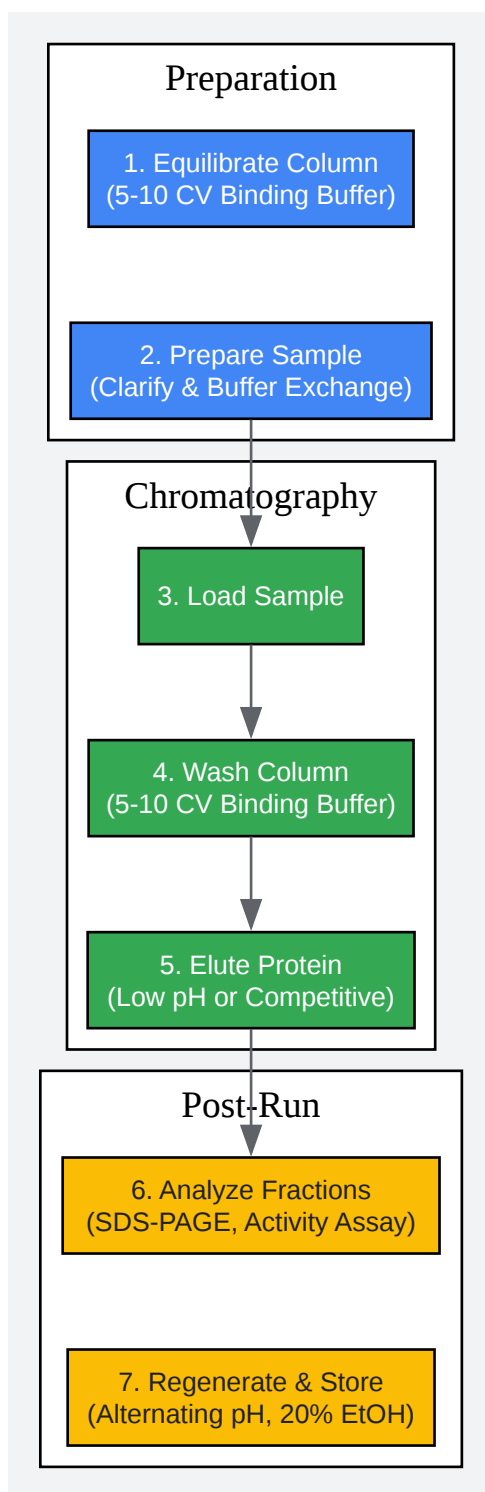 Preparation
1. Equilibrate Column
(5-10 CV Binding Buffer)
2. Prepare Sample
(Clarify & Buffer Exchange)
Chromatography
3. Load Sample
4. Wash Column
(5-10 CV Binding Buffer)
5. Elute Protein
(Low pH or Competitive)
Post-Run
6. Analyze Fractions
(SDS-PAGE, Activity Assay)
7. Regenerate & Store
(Alternating pH, 20% EtOH)